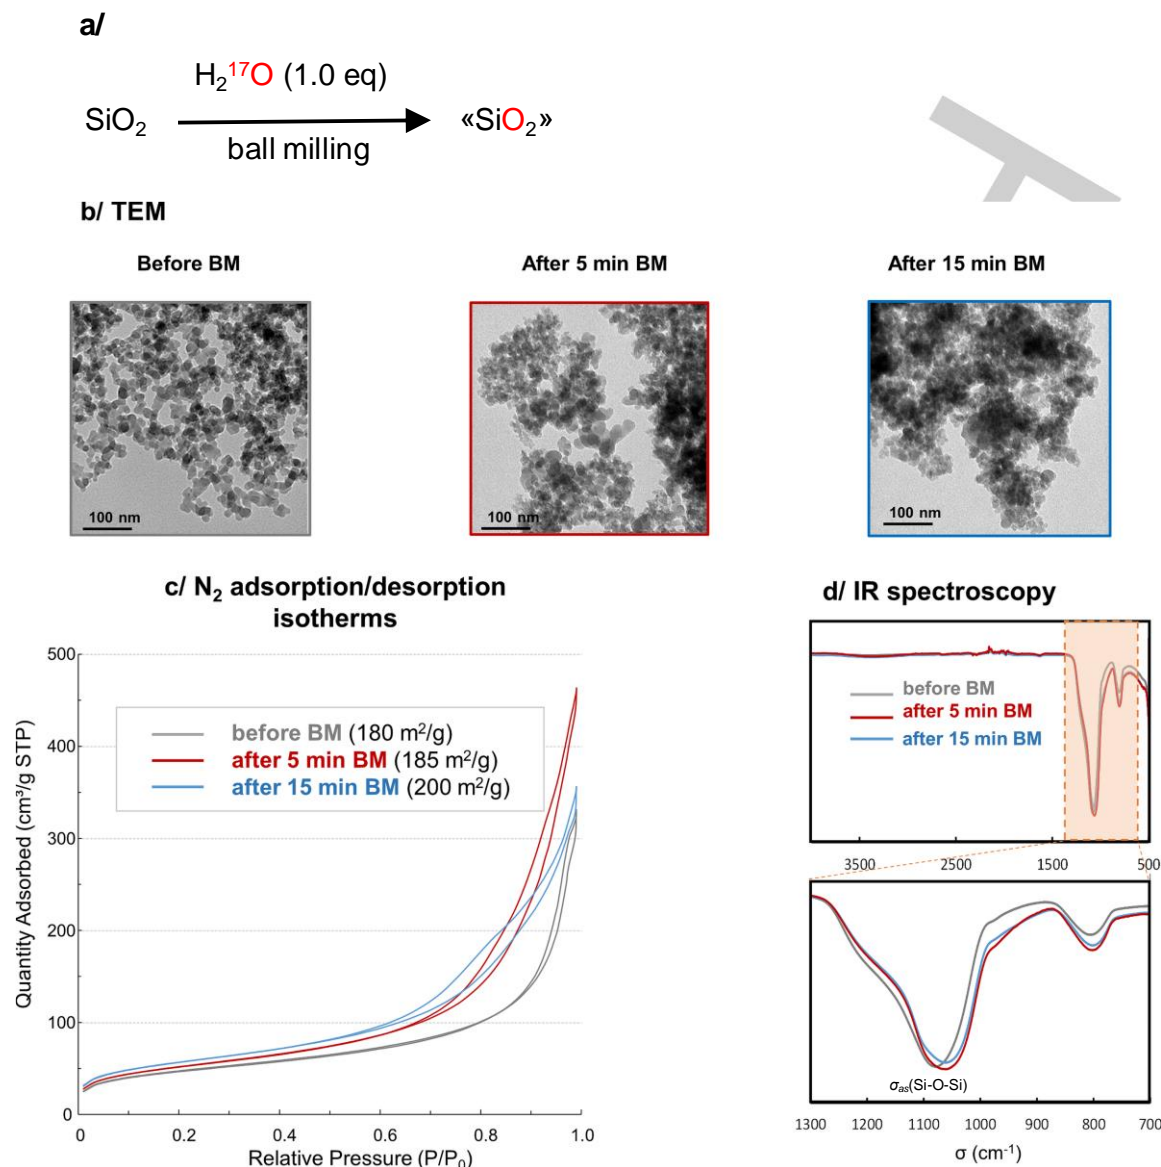 a/
H₂¹⁷O (1.0 eq)
SiO₂
«SiO₂»
ball milling
b/ TEM
Before BM
After 5 min BM
After 15 min BM
100 nm
100 nm
100 nm
c/ N₂ adsorption/desorption
isotherms
d/ IR spectroscopy
500
400
300
200
100
0
Quantity Adsorbed (cm³/g STP)
before BM (180 m²/g)
after 5 min BM (185 m²/g)
after 15 min BM (200 m²/g)
0
0.2
0.4
0.6
0.8
1.0
Relative Pressure (P/P₀)
before BM
after 5 min BM
after 15 min BM
3500
2500
1500
500
σas(Si-O-Si)
1300
1200
1100
1000
900
800
700
σ (cm⁻¹)